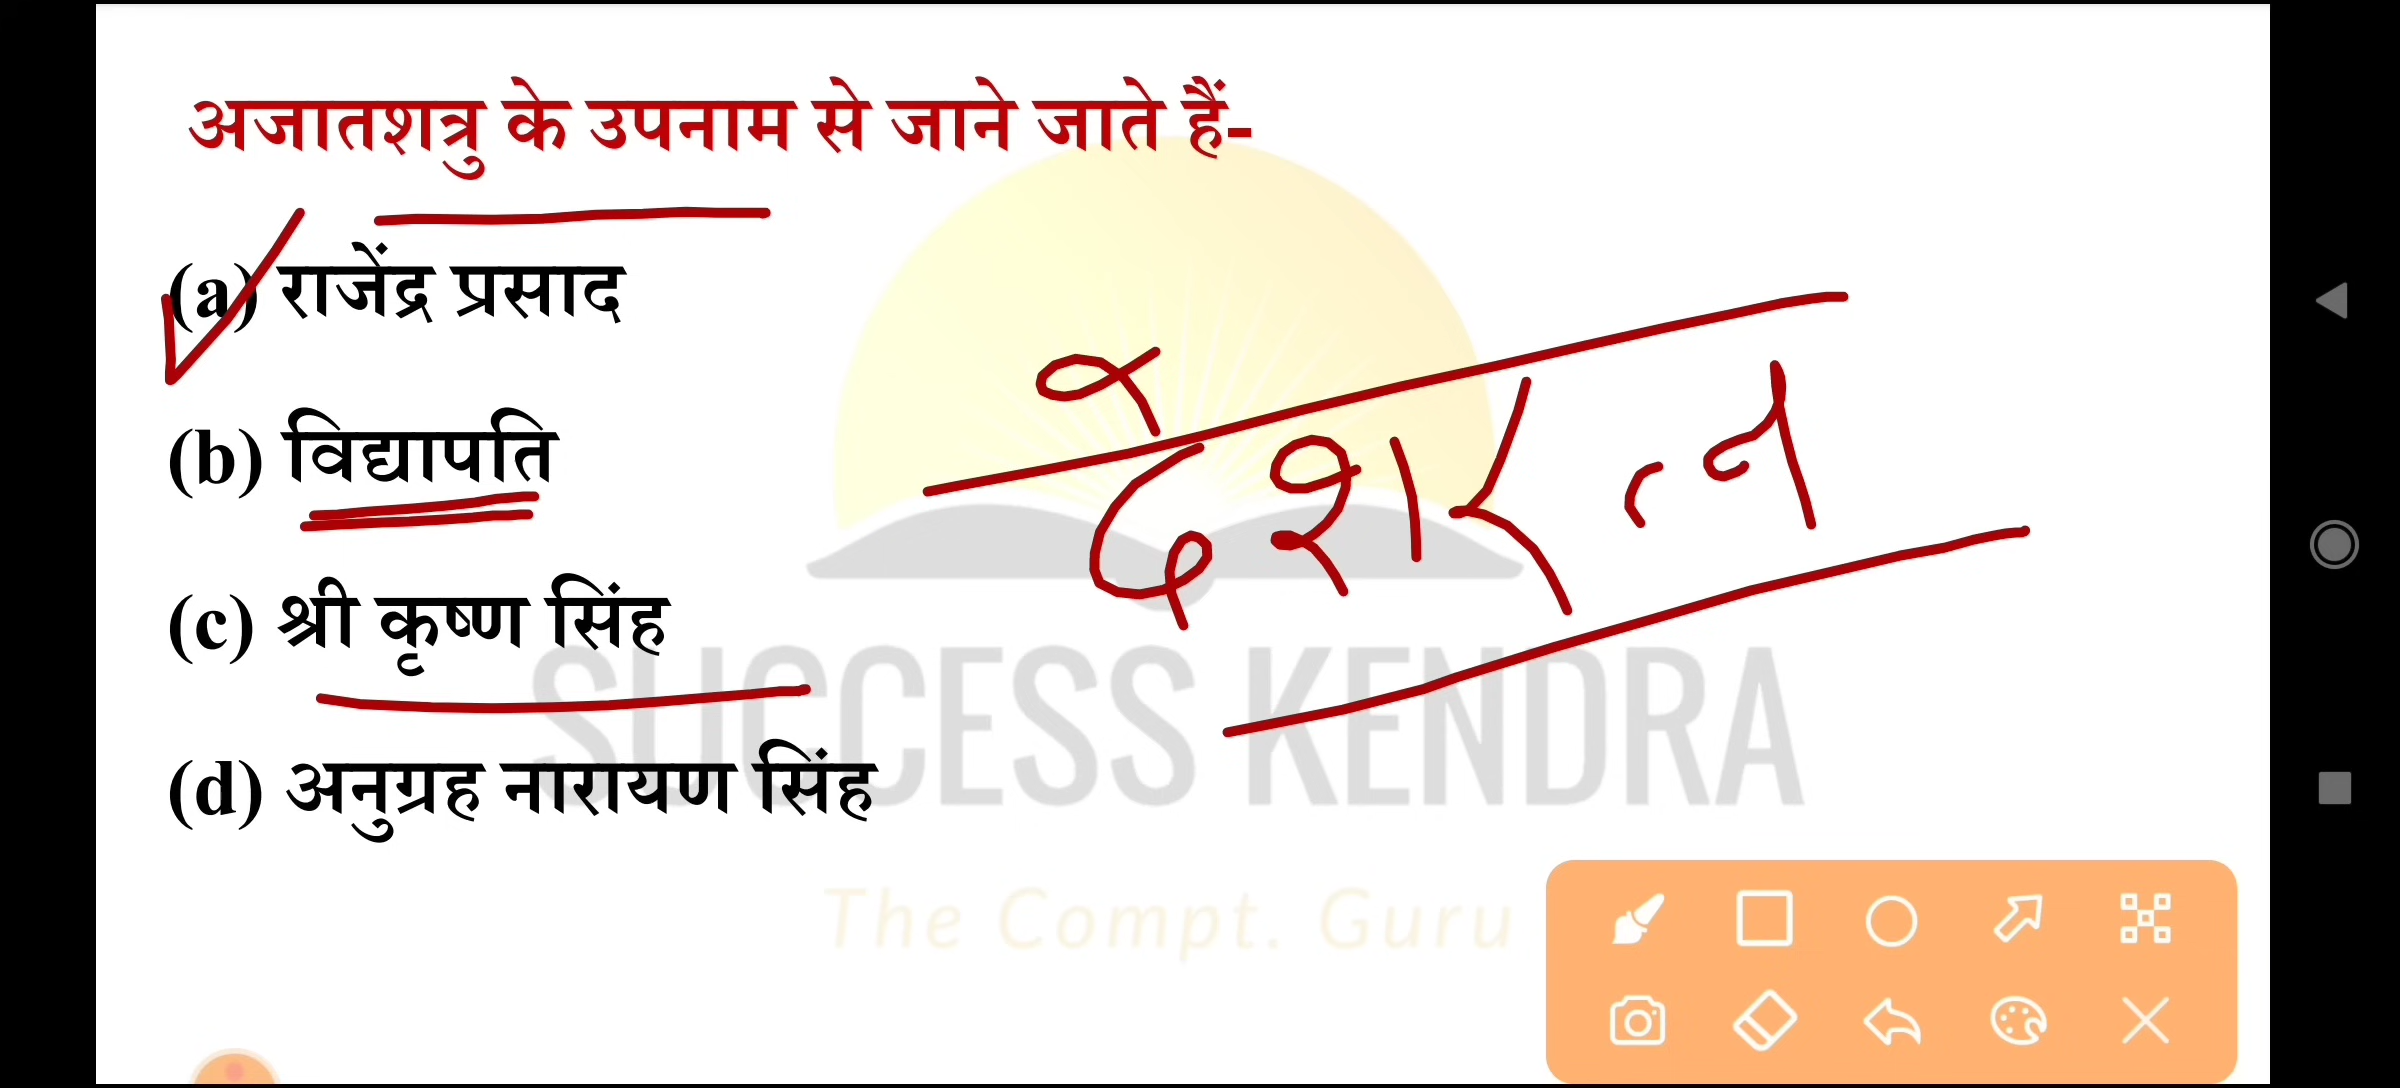 अजातशत्रु के उपनाम से जाने जाते हैं-
(a) राजेंद्र प्रसाद
(b) विद्यापति
(c) श्री कृष्ण सिंह
(d) अनुग्रह नारायण सिंह
SUCCESS KENDRA
The Compt. Guru